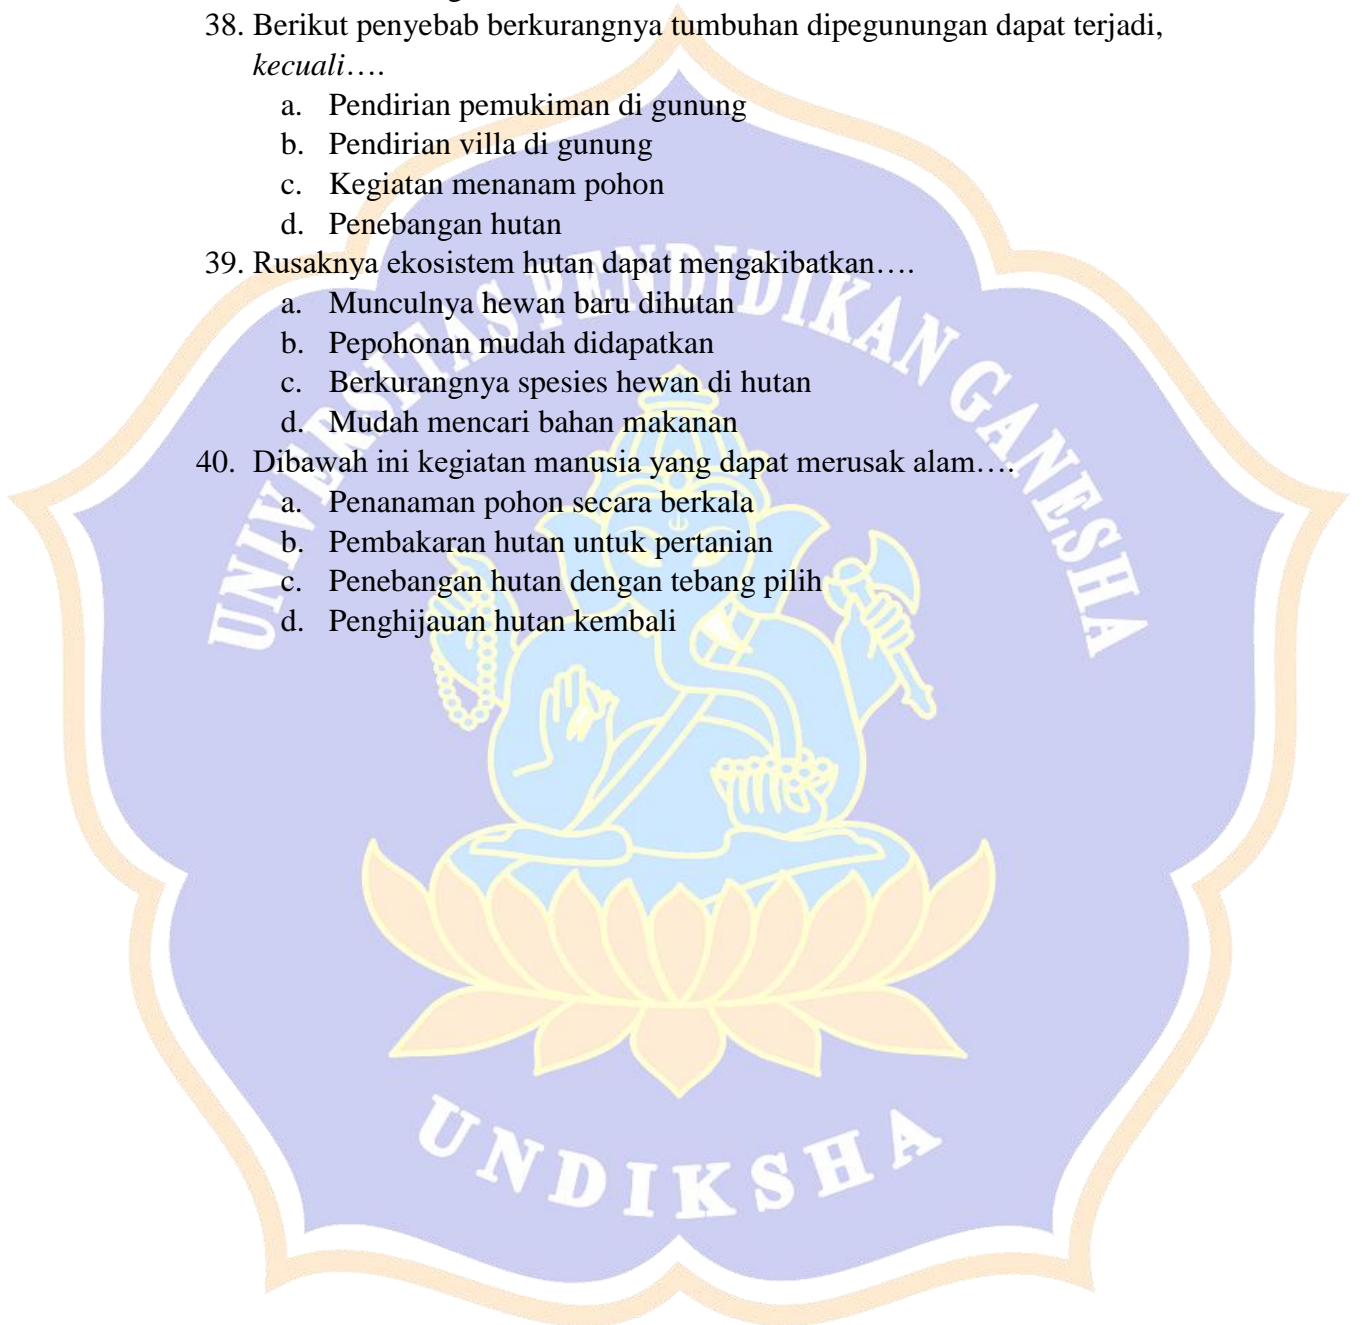 38. Berikut penyebab berkurangnya tumbuhan dipegunungan dapat terjadi,
kecuali….
a. Pendirian pemukiman di gunung
b. Pendirian villa di gunung
c. Kegiatan menanam pohon
d. Penebangan hutan
39. Rusaknya ekosistem hutan dapat mengakibatkan….
a. Munculnya hewan baru dihutan
b. Pepohonan mudah didapatkan
c. Berkurangnya spesies hewan di hutan
d. Mudah mencari bahan makanan
40. Dibawah ini kegiatan manusia yang dapat merusak alam….
a. Penanaman pohon secara berkala
b. Pembakaran hutan untuk pertanian
c. Penebangan hutan dengan tebang pilih
d. Penghijauan hutan kembali
UNIVERSITAS PENDIDIKAN GANESHA
UNDIKSHA